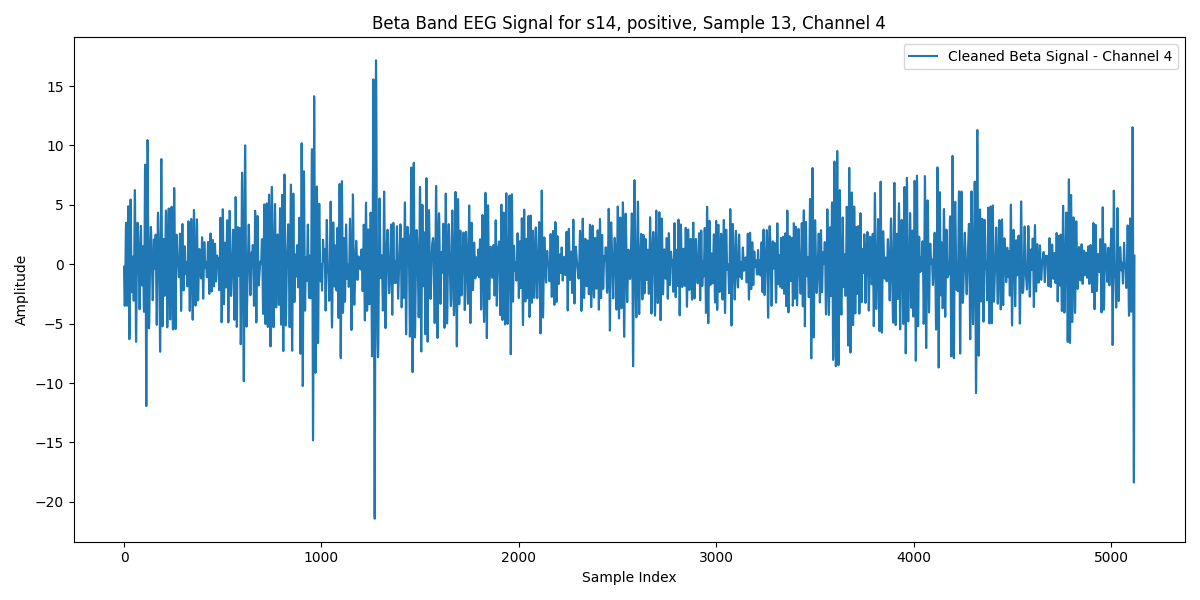 Beta Band EEG Signal for s14, positive, Sample 13, Channel 4
Cleaned Beta Signal - Channel 4
Amplitude
15
10
5
0
−5
−10
−15
−20
0 1000 2000 3000 4000 5000
Sample Index